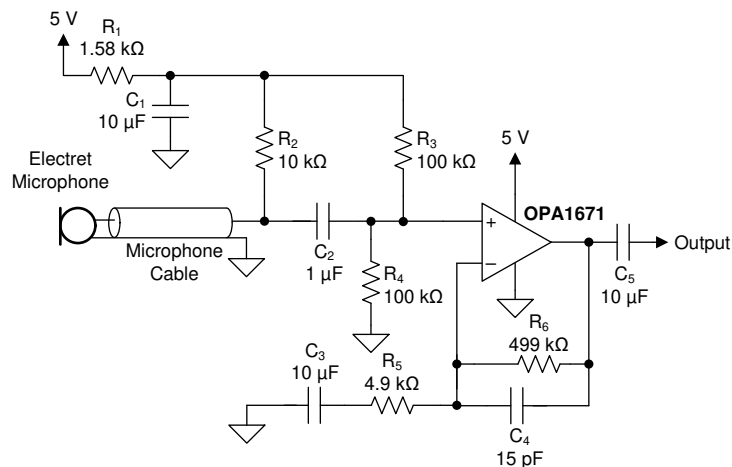 5 V
R1
1.58 kΩ
C1
10 µF
R2
10 kΩ
R3
100 kΩ
5 V
Electret
Microphone
OPA1671
+
−
Output
Microphone
Cable
C2
1 µF
R4
100 kΩ
C5
10 µF
R6
499 kΩ
C3
10 µF
R5
4.9 kΩ
C4
15 pF